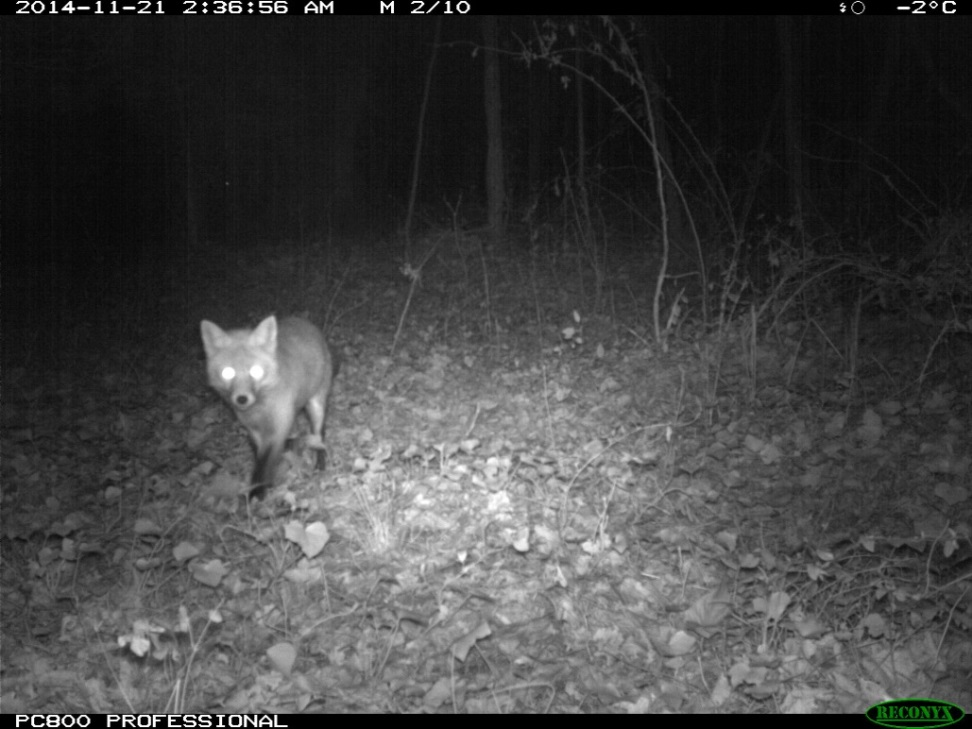 2014-11-21 2:36:56 AM M 2/10 -2°C
PC800 PROFESSIONAL RECONYX